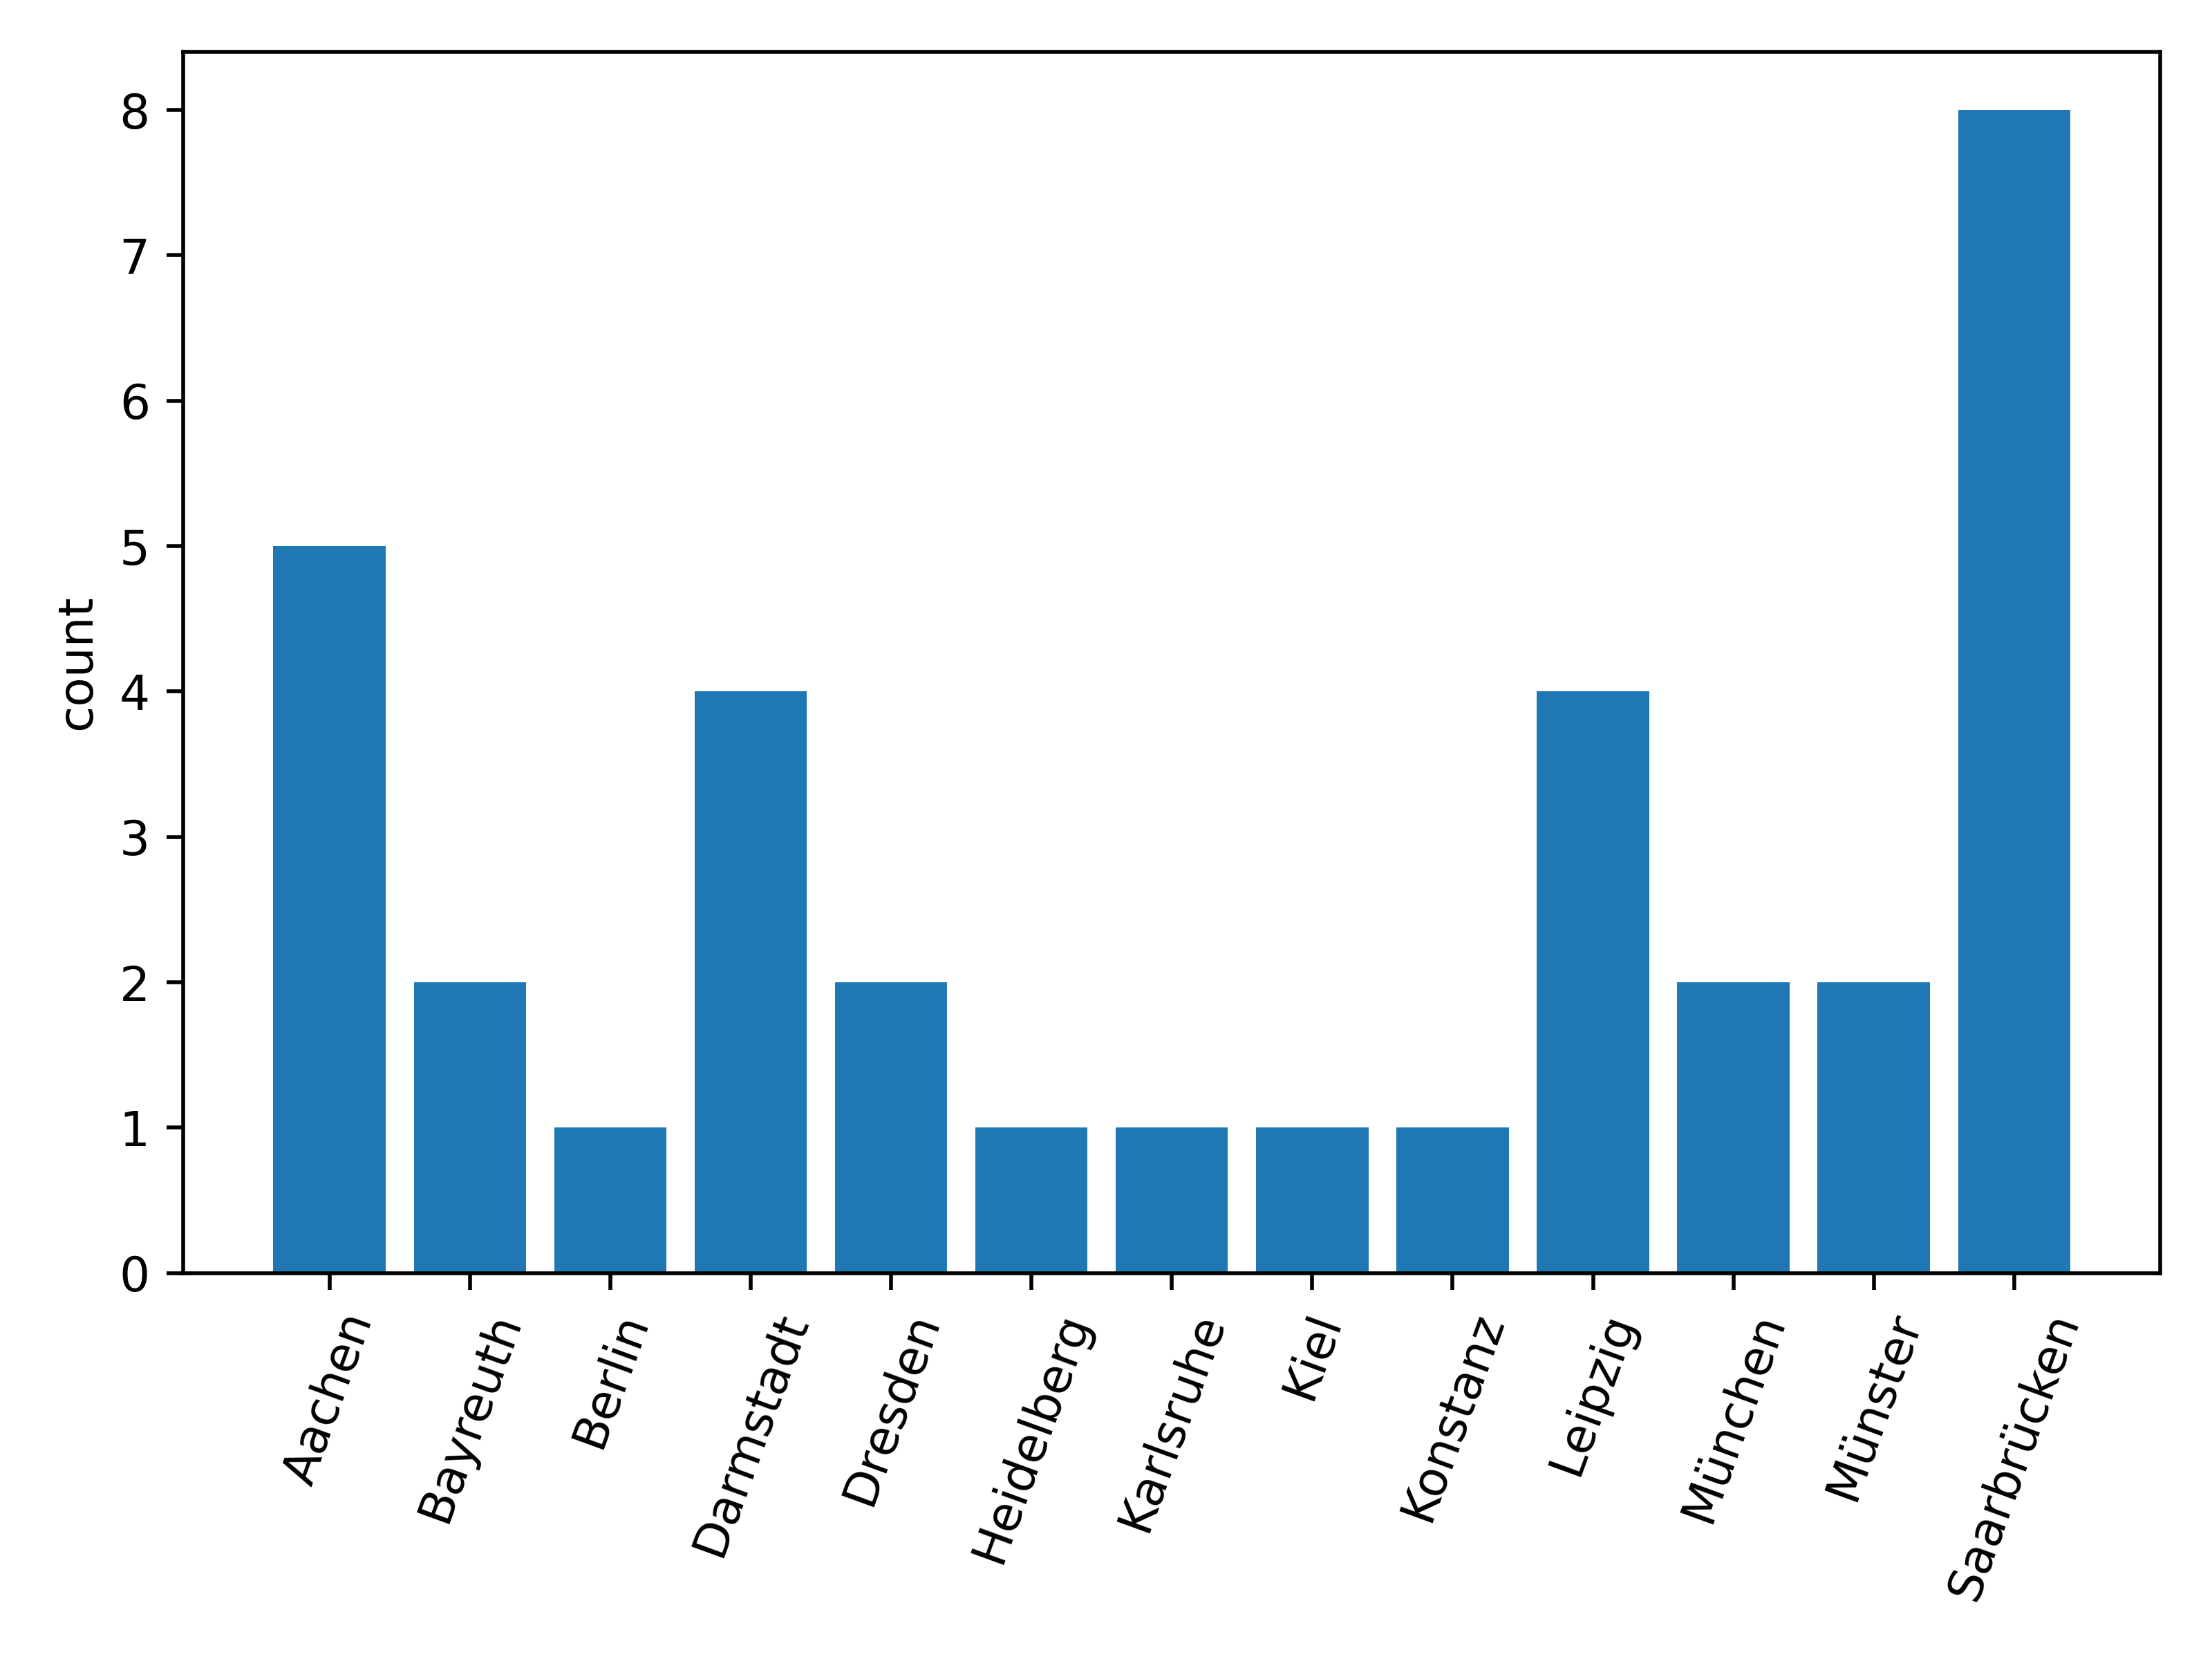 8
7
6
5
4
3
2
1
0
count
Aachen
Bayreuth
Berlin
Darmstadt
Dresden
Heidelberg
Karlsruhe
Kiel
Konstanz
Leipzig
München
Münster
Saarbrücken